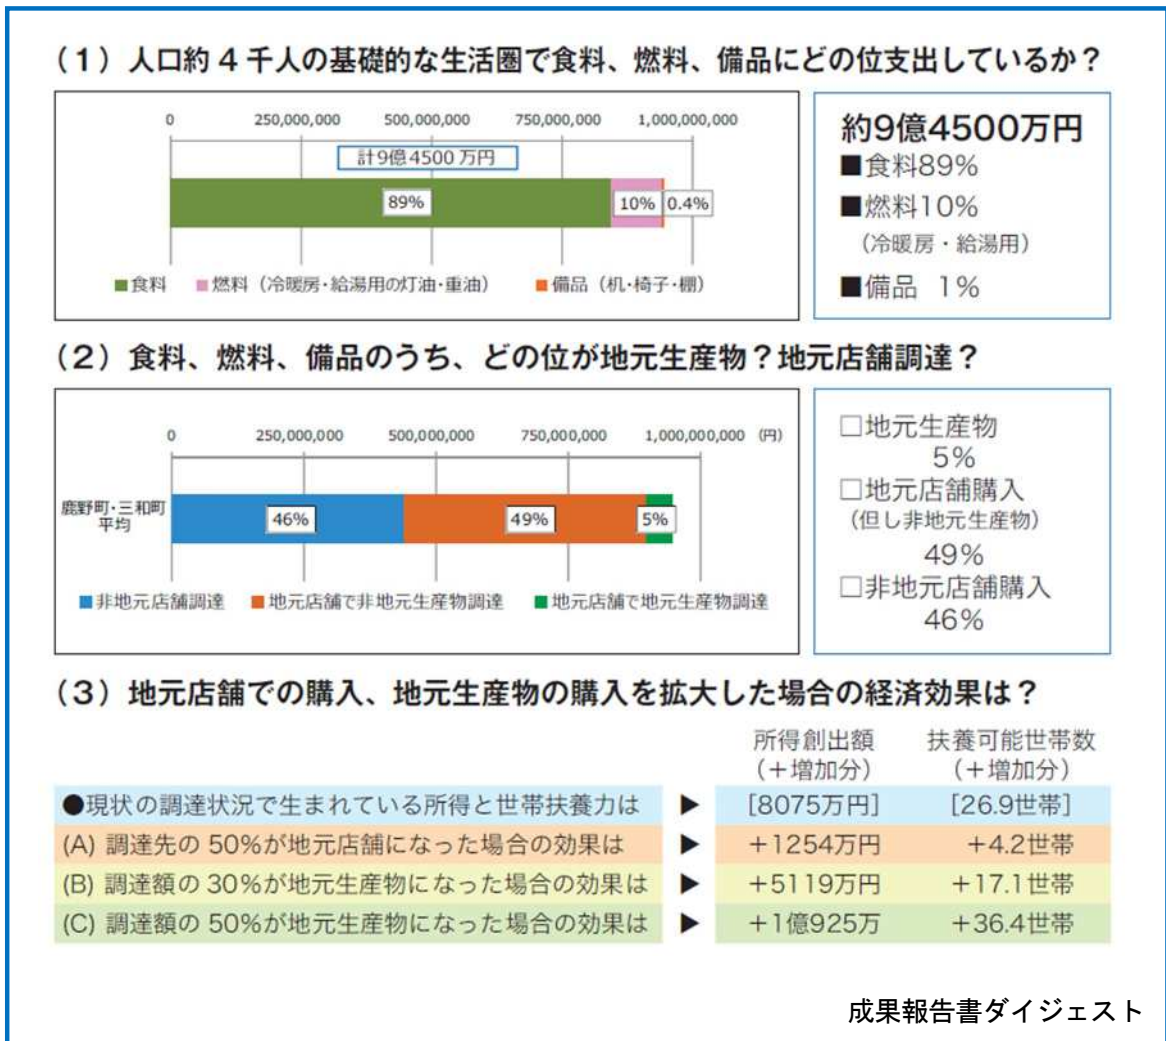 （１）人口約４千人の基礎的な生活圏で食料、燃料、備品にどの位支出しているか？
0 250,000,000 500,000,000 750,000,000 1,000,000,000
計9億4500万円
89% 10% 0.4%
■食料 ■燃料（冷暖房・給湯用の灯油・重油） ■備品（机・椅子・棚）
約9億4500万円
■食料89%
■燃料10%
（冷暖房・給湯用）
■備品 1%
（２）食料、燃料、備品のうち、どの位が地元生産物？地元店舗調達？
0 250,000,000 500,000,000 750,000,000 1,000,000,000 (円)
鹿野町・三和町
平均
46% 49% 5%
■非地元店舗調達 ■地元店舗で非地元生産物調達 ■地元店舗で地元生産物調達
□地元生産物
5%
□地元店舗購入
（但し非地元生産物）
49%
□非地元店舗購入
46%
（３）地元店舗での購入、地元生産物の購入を拡大した場合の経済効果は？
所得創出額 扶養可能世帯数
（＋増加分） （＋増加分）
●現状の調達状況で生まれている所得と世帯扶養力は ▶ [8075万円] [26.9世帯]
(A) 調達先の50%が地元店舗になった場合の効果は ▶ +1254万円 +4.2世帯
(B) 調達額の30%が地元生産物になった場合の効果は ▶ +5119万円 +17.1世帯
(C) 調達額の50%が地元生産物になった場合の効果は ▶ +1億925万 +36.4世帯
成果報告書ダイジェスト